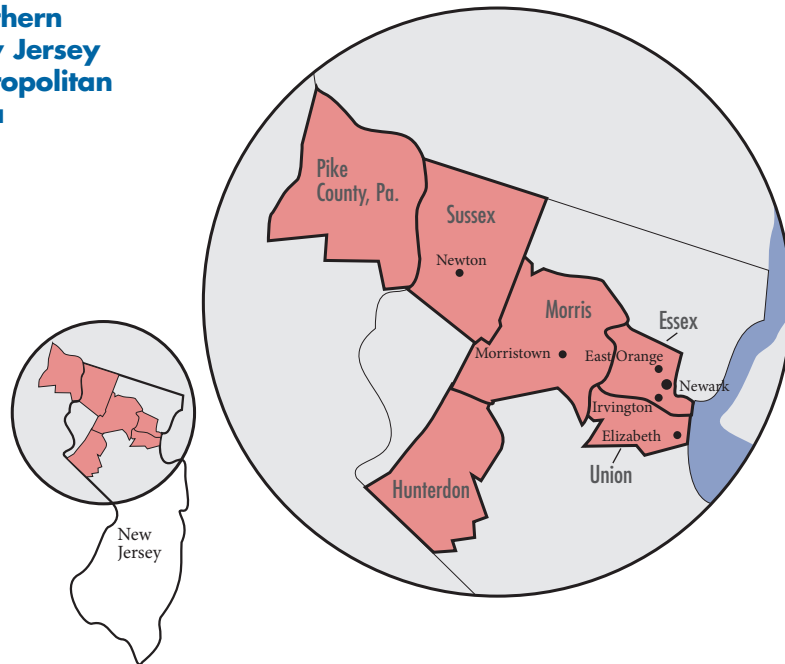 thern
Jersey
ropolitan
Pike
County, Pa.
Sussex
Newton
Morris
Essex
Morristown
East Orange
Newark
Irvington
Elizabeth
Union
Hunterdon
New
Jersey